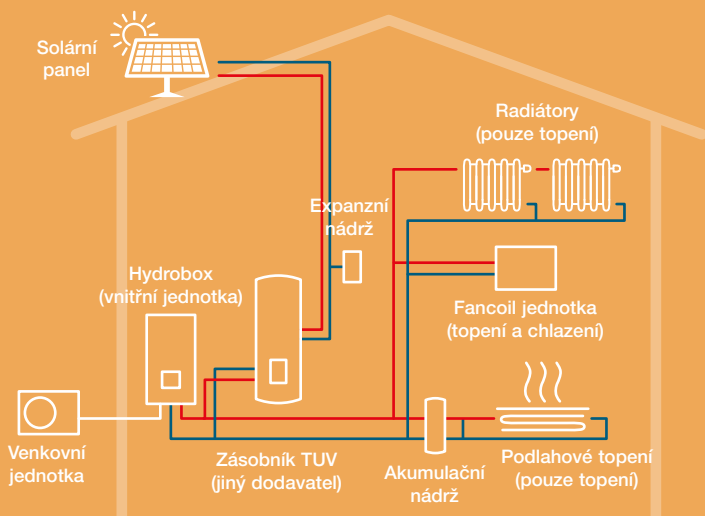 Solární
panel
Radiátory
(pouze topení)
Expanzní
nádrž
Hydrobox
(vnitřní jednotka)
Fancoil jednotka
(topení a chlazení)
Venkovní
jednotka
Zásobník TUV
(jiný dodavatel)
Akumulační
nádrž
Podlahové topení
(pouze topení)